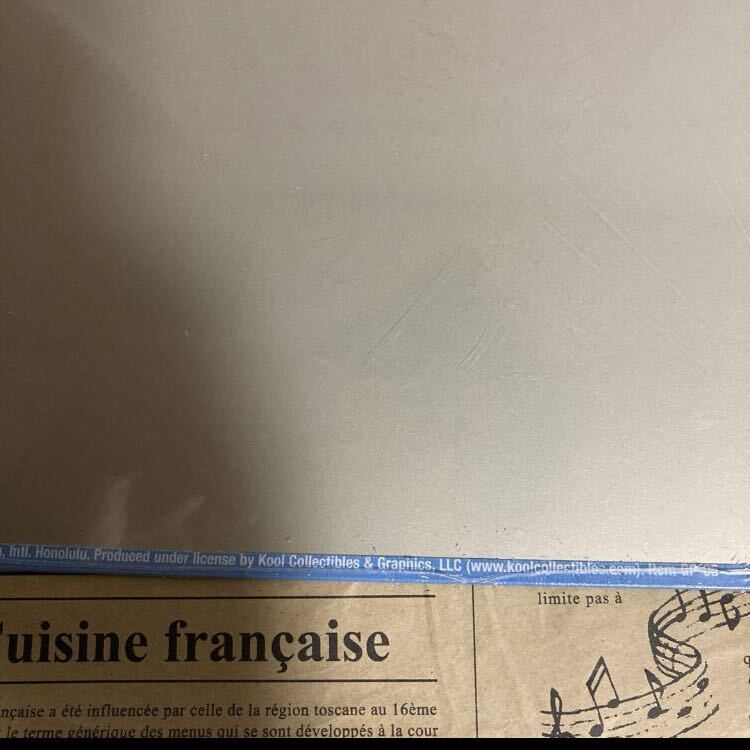 Intl. Honolulu. Produced under license by Kool Collectibles & Graphics, LLC (www.koolcollectibles.com). Item
limite pas à
uisine française
nçaise a été influencée par celle de la région toscane au 16ème
le terme générique des menus qui se sont développés à la cour
q